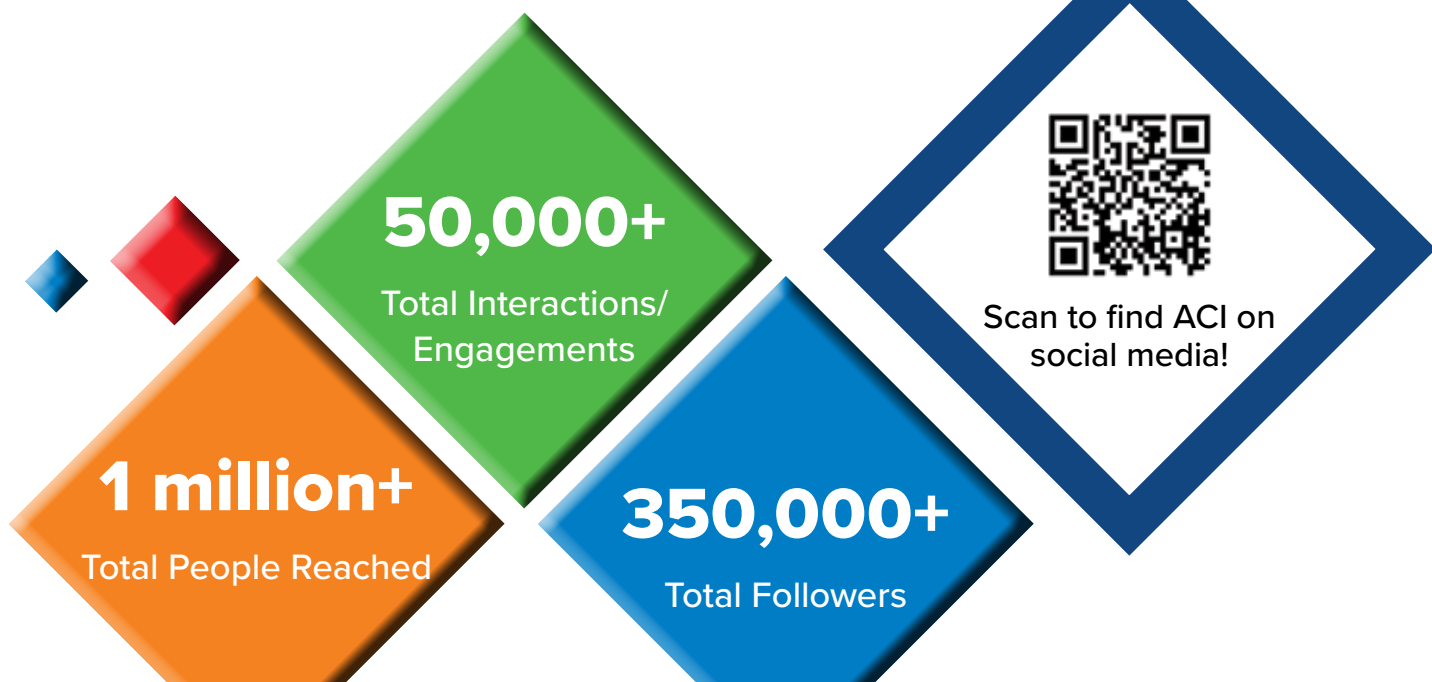 50,000+
Total Interactions/
Engagements
1 million+
Total People Reached
350,000+
Total Followers
Scan to find ACI on
social media!